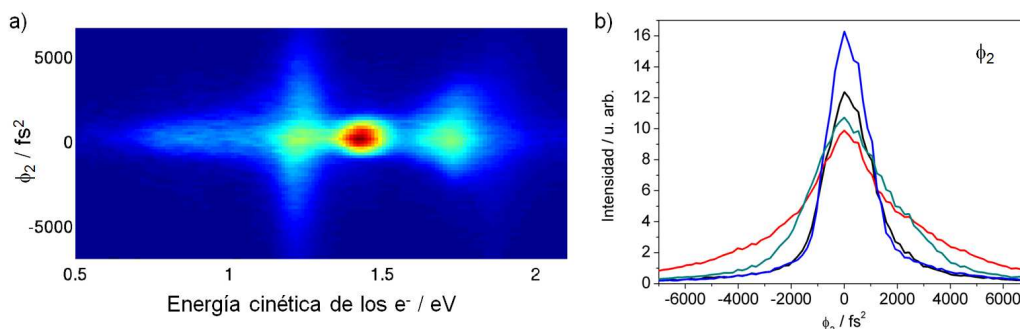 a)
ϕ2 / fs2
5000
0
-5000
0.5 1 1.5 2
Energía cinética de los e- / eV
b)
Intensidad / u. arb.
16
14
12
10
8
6
4
2
0
ϕ2
-6000 -4000 -2000 0 2000 4000 6000
ϕ2 / fs2